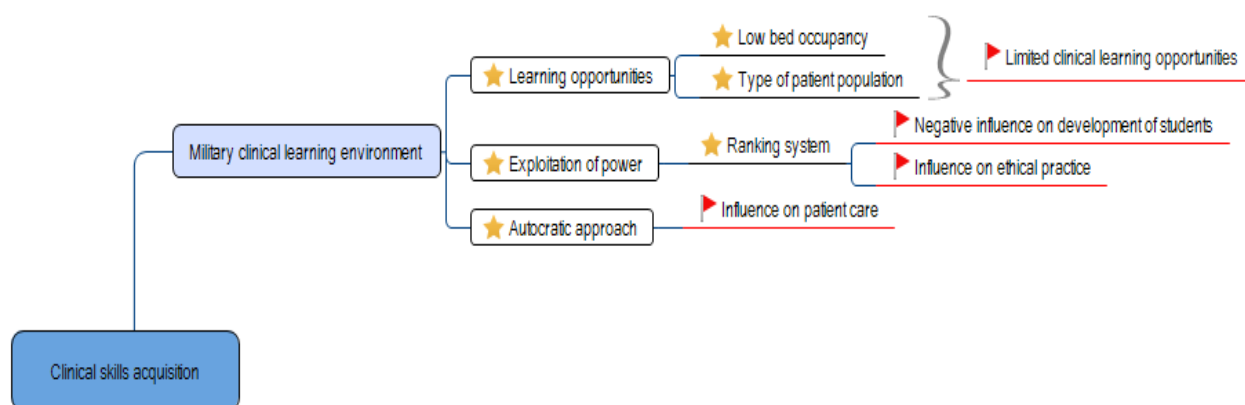 Low bed occupancy
Learning opportunities
Type of patient population
Limited clinical learning opportunities
Military clinical learning environment
Exploitation of power
Ranking system
Negative influence on development of students
Influence on ethical practice
Autocratic approach
Influence on patient care
Clinical skills acquisition